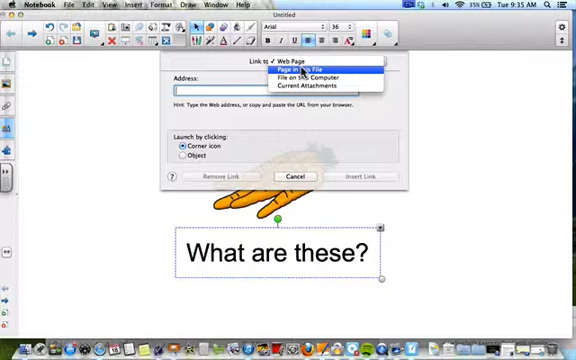 Notebook File Edit View Insert Format Draw Window Help 35% Tue 9:35 AM
Untitled
Arial 36
B I U A
Link to ✓ Web Page
Page in This File
File on this Computer
Current Attachments
Address:
Hint: Type the Web address, or copy and paste the URL from your browser.
Launch by clicking:
Corner icon
Object
? Remove Link Cancel Insert Link
What are these?